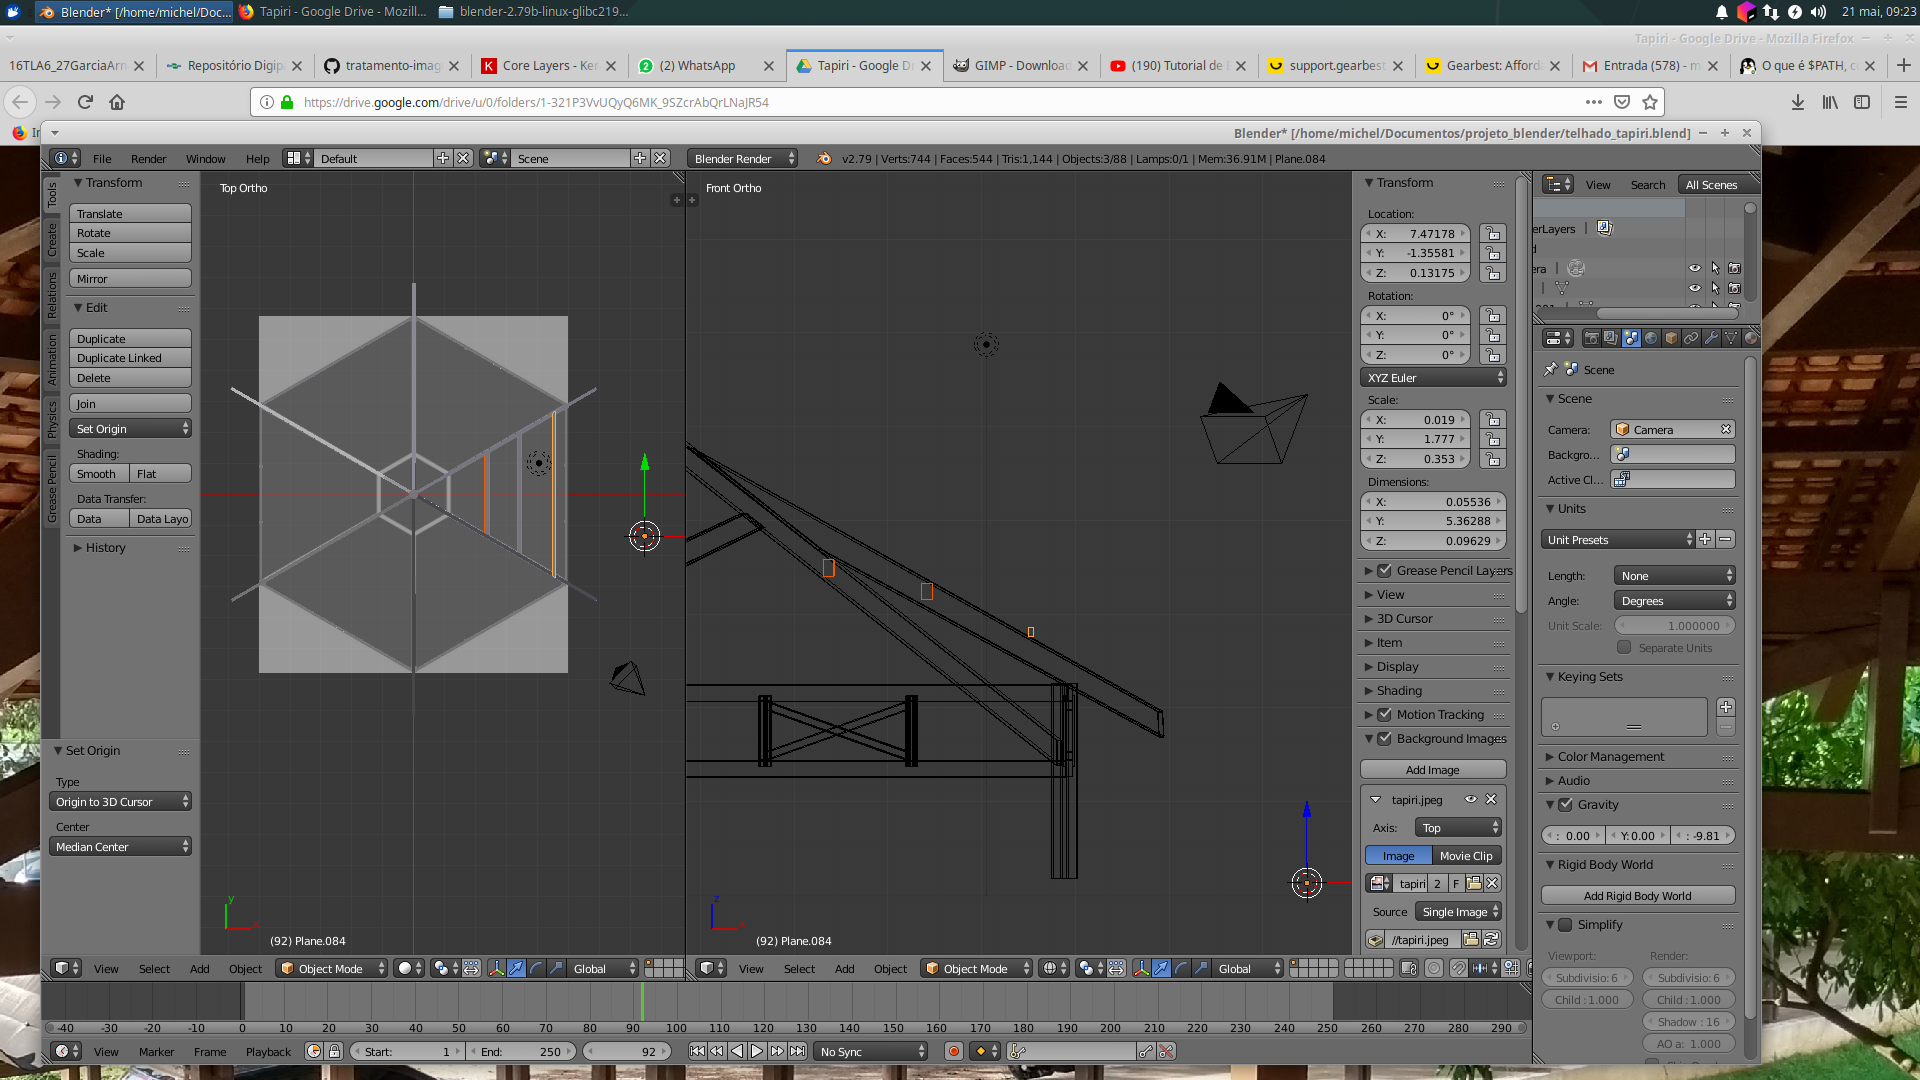 Blender* [/home/michel/Doc...
Tapiri - Google Drive - Mozill...
blender-2.79b-linux-glibc219...
21 mai, 09:23
Tapiri - Google Drive - Mozilla Firefox
16TLA6_27GarciaArn
Repositório Digi
tratamento-imag
Core Layers - Ker
(2) WhatsApp
Tapiri - Google Dr
GIMP - Download
(190) Tutorial de
support.gearbest
Gearbest: Afforda
Entrada (578) - m
O que é $PATH, c
https://drive.google.com/drive/u/0/folders/1-321P3VvUQyQ6MK_9SZcrAbQrLNaJR54
Blender* [/home/michel/Documentos/projeto_blender/telhado_tapiri.blend]
File Render Window Help Default Scene Blender Render v2.79 | Verts:744 | Faces:544 | Tris:1,144 | Objects:3/88 | Lamps:0/1 | Mem:36.91M | Plane.084
Tools
Create
Relations
Animation
Physics
Grease Pencil
Transform
Translate
Rotate
Scale
Mirror
Edit
Duplicate
Duplicate Linked
Delete
Join
Set Origin
Shading:
Smooth Flat
Data Transfer:
Data Data Layo
History
Set Origin
Type
Origin to 3D Cursor
Center
Median Center
Top Ortho
y
x
(92) Plane.084
Front Ortho
z
x
(92) Plane.084
Transform
Location:
X: 7.47178
Y: -1.35581
Z: 0.13175
Rotation:
X: 0°
Y: 0°
Z: 0°
XYZ Euler
Scale:
X: 0.019
Y: 1.777
Z: 0.353
Dimensions:
X: 0.05536
Y: 5.36288
Z: 0.09629
Grease Pencil Layers
View
3D Cursor
Item
Display
Shading
Motion Tracking
Background Images
Add Image
tapiri.jpeg
Axis: Top
Image Movie Clip
tapiri 2 F
Source Single Image
//tapiri.jpeg
View Search All Scenes
erLayers
d
era
Scene
Scene
Camera: Camera
Backgro...
Active Cl...
Units
Unit Presets
Length: None
Angle: Degrees
Unit Scale: 1.000000
Separate Units
Keying Sets
Color Management
Audio
Gravity
: 0.00 Y: 0.00 : -9.81
Rigid Body World
Add Rigid Body World
Simplify
Viewport: Render:
Subdivisio: 6 Subdivisio: 6
Child : 1.000 Child : 1.000
Shadow : 16
AO a: 1.000
View Select Add Object Object Mode Global
View Select Add Object Object Mode Global
-40 -30 -20 -10 0 10 20 30 40 50 60 70 80 90 100 110 120 130 140 150 160 170 180 190 200 210 220 230 240 250 260 270 280 290
View Marker Frame Playback Start: 1 End: 250 92 No Sync